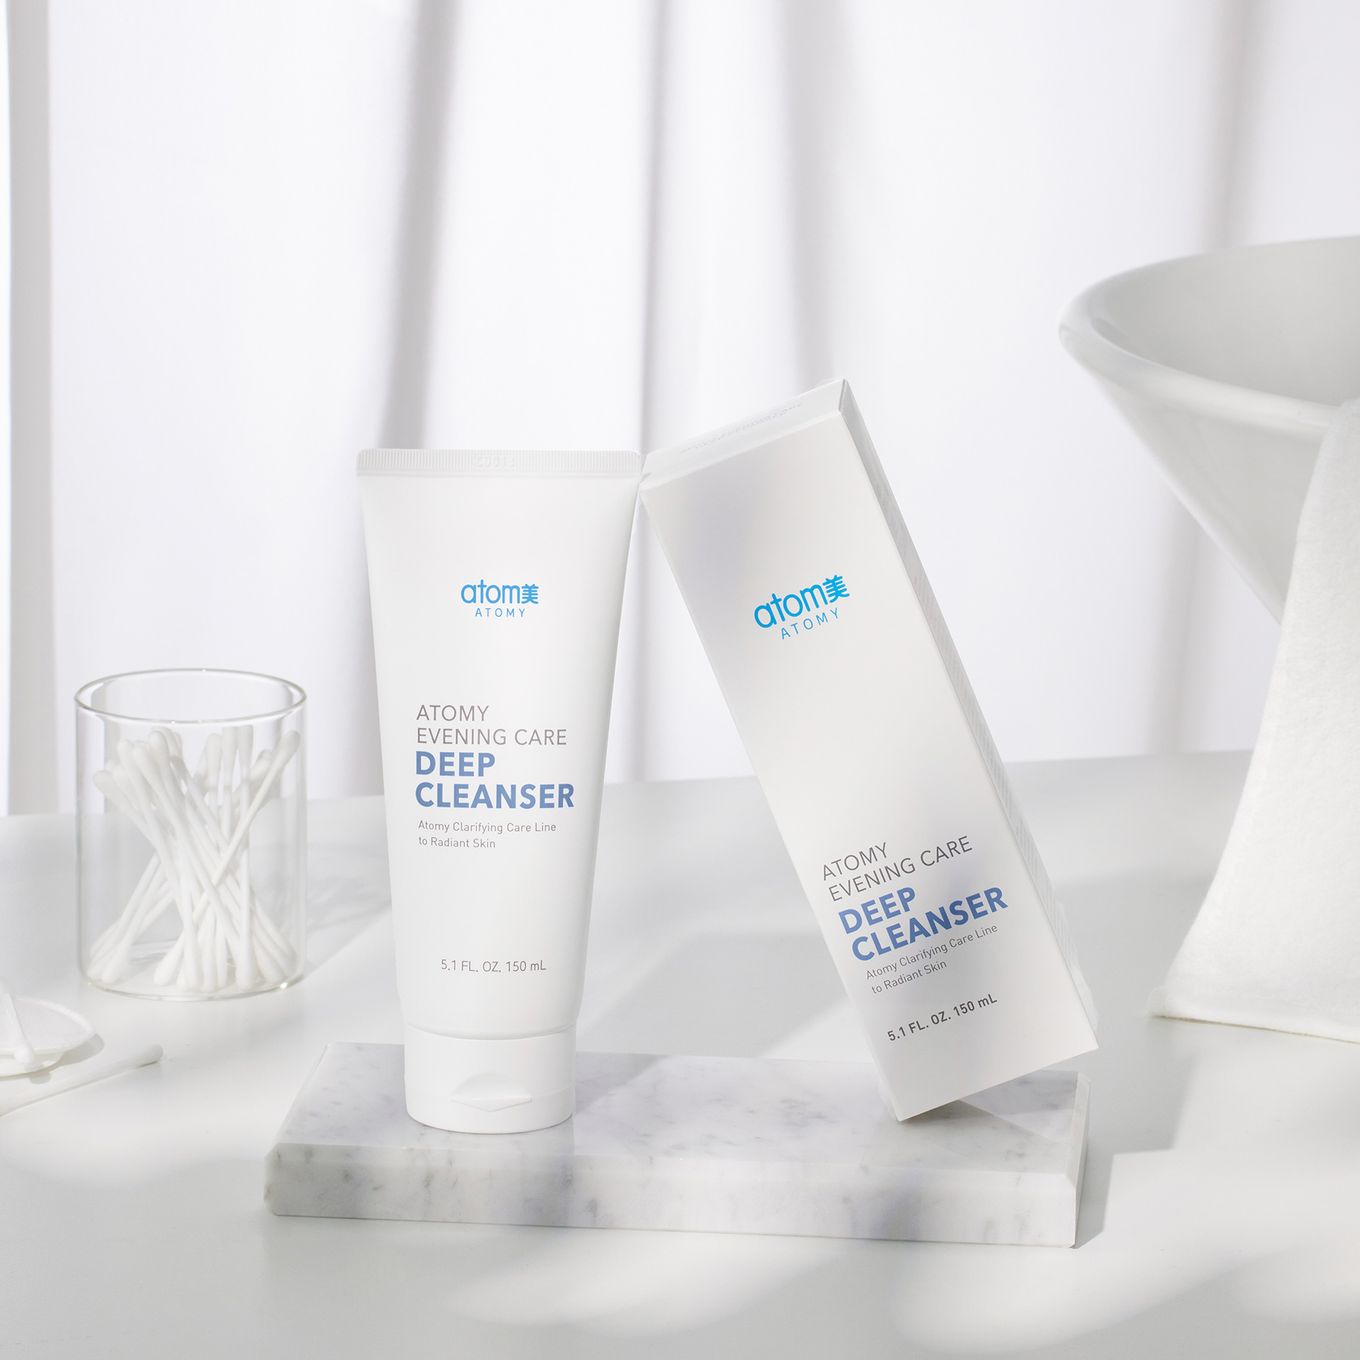 atom美
ATOMY
ATOMY
EVENING CARE
DEEP
CLEANSER
Atomy Clarifying Care Line
to Radiant Skin
5.1 FL. OZ. 150 mL
atom美
ATOMY
ATOMY
EVENING CARE
DEEP
CLEANSER
Atomy Clarifying Care Line
to Radiant Skin
5.1 FL. OZ. 150 mL